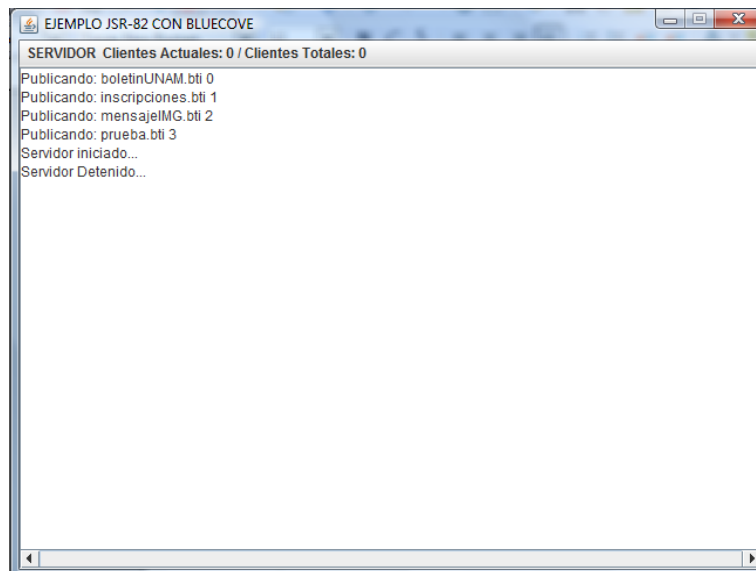 EJEMPLO JSR-82 CON BLUECOVE
SERVIDOR Clientes Actuales: 0 / Clientes Totales: 0
Publicando: boletinUNAM.bti 0
Publicando: inscripciones.bti 1
Publicando: mensajeIMG.bti 2
Publicando: prueba.bti 3
Servidor iniciado...
Servidor Detenido...